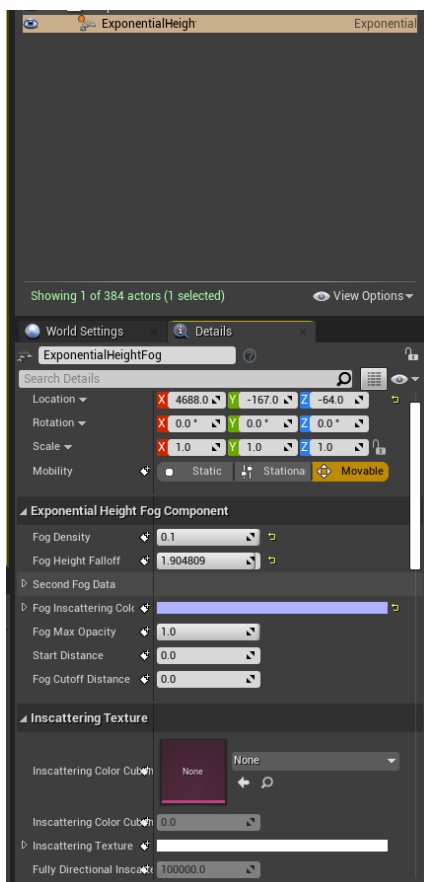 ExponentialHeigh Exponential
Showing 1 of 384 actors (1 selected) View Options
World Settings Details
ExponentialHeightFog
Search Details
Location X 4688.0 Y -167.0 Z -64.0
Rotation X 0.0 ° Y 0.0 ° Z 0.0 °
Scale X 1.0 Y 1.0 Z 1.0
Mobility Static Stationa Movable
Exponential Height Fog Component
Fog Density 0.1
Fog Height Falloff 1.904809
Second Fog Data
Fog Inscattering Colo
Fog Max Opacity 1.0
Start Distance 0.0
Fog Cutoff Distance 0.0
Inscattering Texture
None
Inscattering Color Cub None
Inscattering Color Cub 0.0
Inscattering Texture
Fully Directional Insca 100000.0